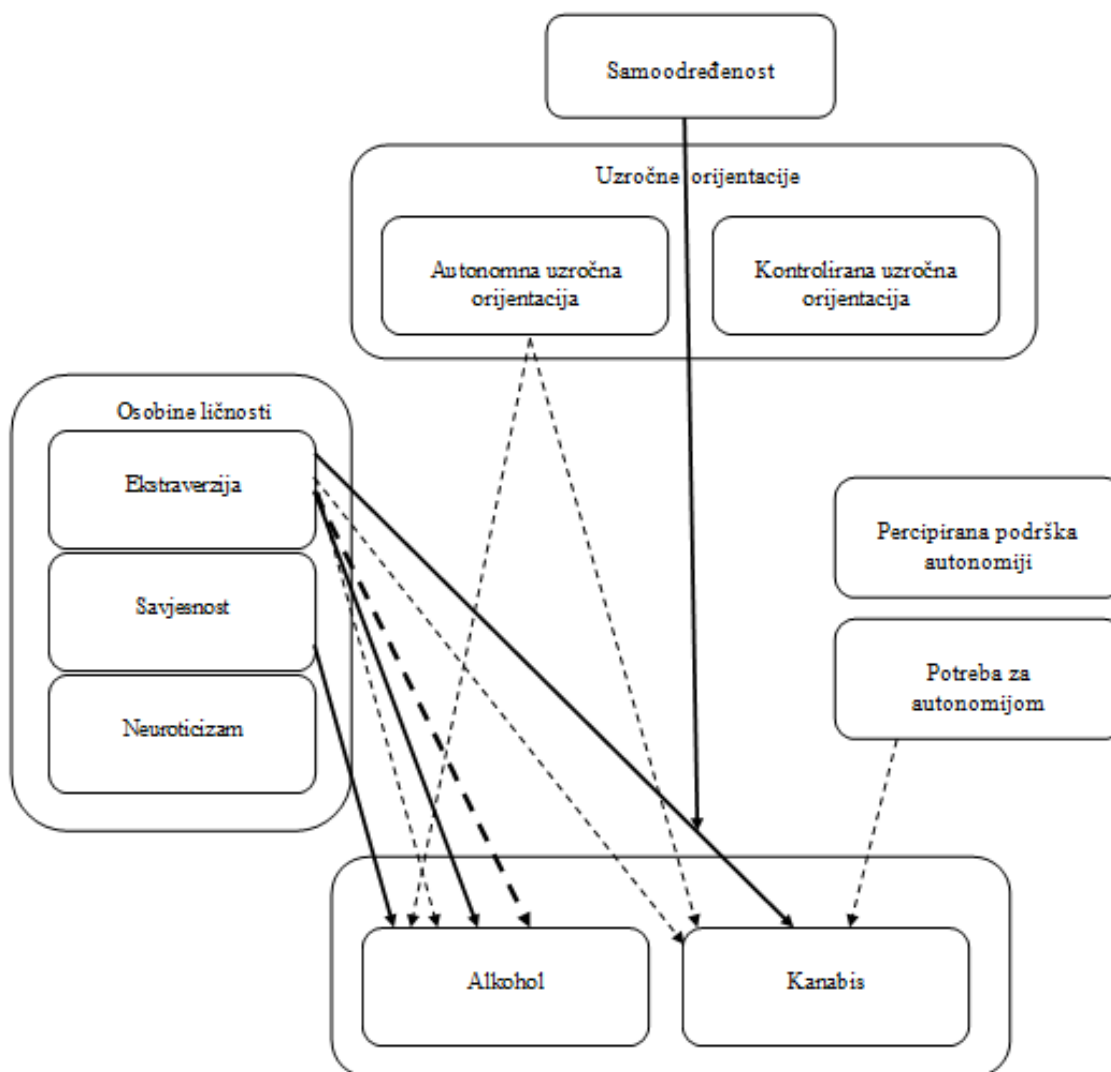 Samoodređenost
Uzročne orijentacije
Autonomna uzročna
orijentacija
Kontrolirana uzročna
orijentacija
Osobine ličnosti
Ekstraverzija
Savjesnost
Neuroticizam
Percipirana podrška
autonomiji
Potreba za
autonomijom
Alkohol
Kanabis